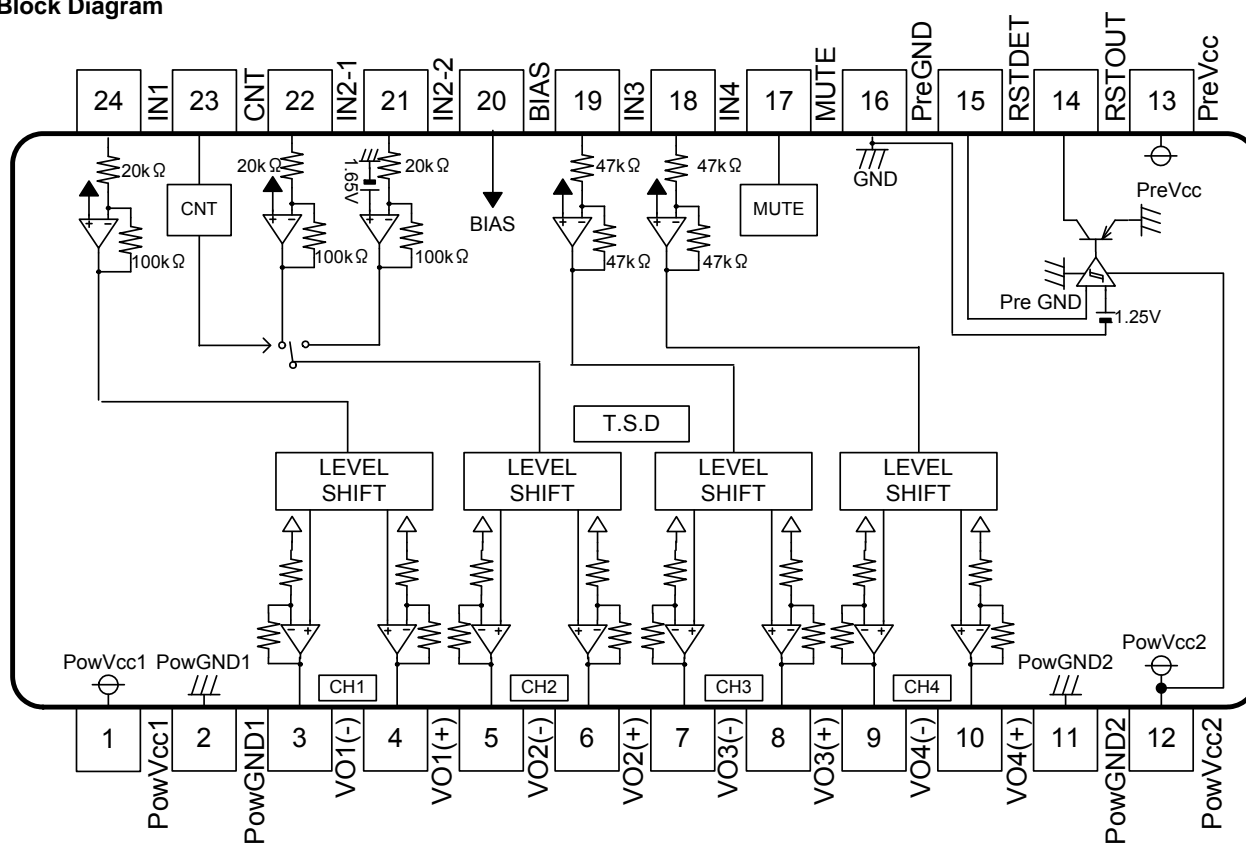 Block Diagram
24 IN1 23 CNT 22 IN2-1 21 IN2-2 20 BIAS 19 IN3 18 IN4 17 MUTE 16 PreGND 15 RSTDET 14 RSTOUT 13 PreVcc
20kΩ 20kΩ 1.65V 20kΩ 47kΩ 47kΩ
GND
PreVcc
CNT
BIAS
MUTE
100kΩ 100kΩ 100kΩ 47kΩ 47kΩ
+ - + - + - + - + -
Pre GND
1.25V
T.S.D
LEVEL SHIFT
LEVEL SHIFT
LEVEL SHIFT
LEVEL SHIFT
- + + - - + + - - + + - - + + -
PowVcc1 PowGND1 CH1 CH2 CH3 CH4 PowGND2 PowVcc2
1 PowVcc1 2 PowGND1 3 VO1(-) 4 VO1(+) 5 VO2(-) 6 VO2(+) 7 VO3(-) 8 VO3(+) 9 VO4(-) 10 VO4(+) 11 PowGND2 12 PowVcc2